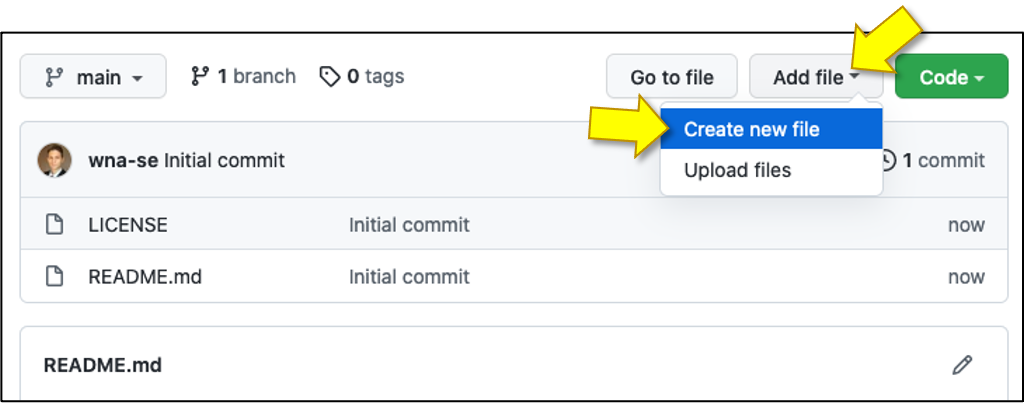 main 1 branch 0 tags Go to file Add file Code
Create new file
wna-se Initial commit 1 commit
Upload files
LICENSE Initial commit now
README.md Initial commit now
README.md